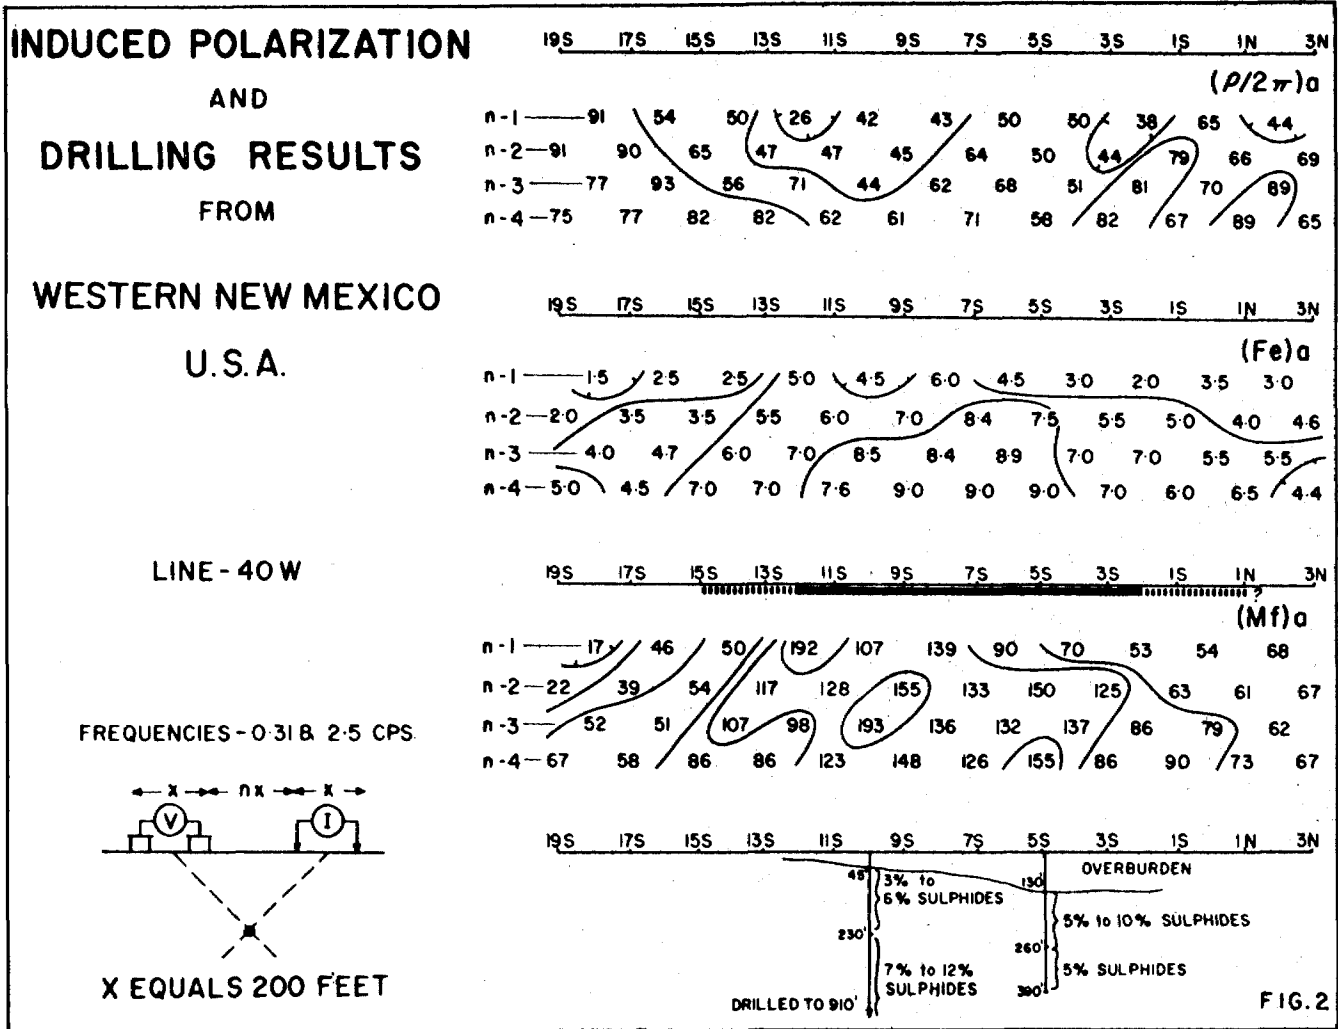 INDUCED POLARIZATION
AND
DRILLING RESULTS
FROM
WESTERN NEW MEXICO
U.S.A.
LINE - 40 W
FREQUENCIES - 0·31 & 2·5 CPS.
x nx x
V I
X EQUALS 200 FEET
19S 17S 15S 13S 11S 9S 7S 5S 3S 1S 1N 3N
(ρ/2π)a
n-1 91 54 50 26 42 43 50 50 38 65 44
n-2 91 90 65 47 47 45 64 50 44 79 66 69
n-3 77 93 56 71 44 62 68 51 81 70 89
n-4 75 77 82 82 62 61 71 58 82 67 89 65
19S 17S 15S 13S 11S 9S 7S 5S 3S 1S 1N 3N
(Fe)a
n-1 1·5 2·5 2·5 5·0 4·5 6·0 4·5 3·0 2·0 3·5 3·0
n-2 2·0 3·5 3·5 5·5 6·0 7·0 8·4 7·5 5·5 5·0 4·0 4·6
n-3 4·0 4·7 6·0 7·0 8·5 8·4 8·9 7·0 7·0 5·5 5·5
n-4 5·0 4·5 7·0 7·0 7·6 9·0 9·0 9·0 7·0 6·0 6·5 4·4
19S 17S 15S 13S 11S 9S 7S 5S 3S 1S 1N 3N
?
(Mf)a
n-1 17 46 50 192 107 139 90 70 53 54 68
n-2 22 39 54 117 128 155 133 150 125 63 61 67
n-3 52 51 107 98 193 136 132 137 86 79 62
n-4 67 58 86 86 123 148 126 155 86 90 73 67
19S 17S 15S 13S 11S 9S 7S 5S 3S 1S 1N 3N
OVERBURDEN
45' 3% to 130'
6% SULPHIDES
5% to 10% SULPHIDES
230' 260'
7% to 12% 5% SULPHIDES
SULPHIDES 390'
DRILLED TO 910'
FIG. 2